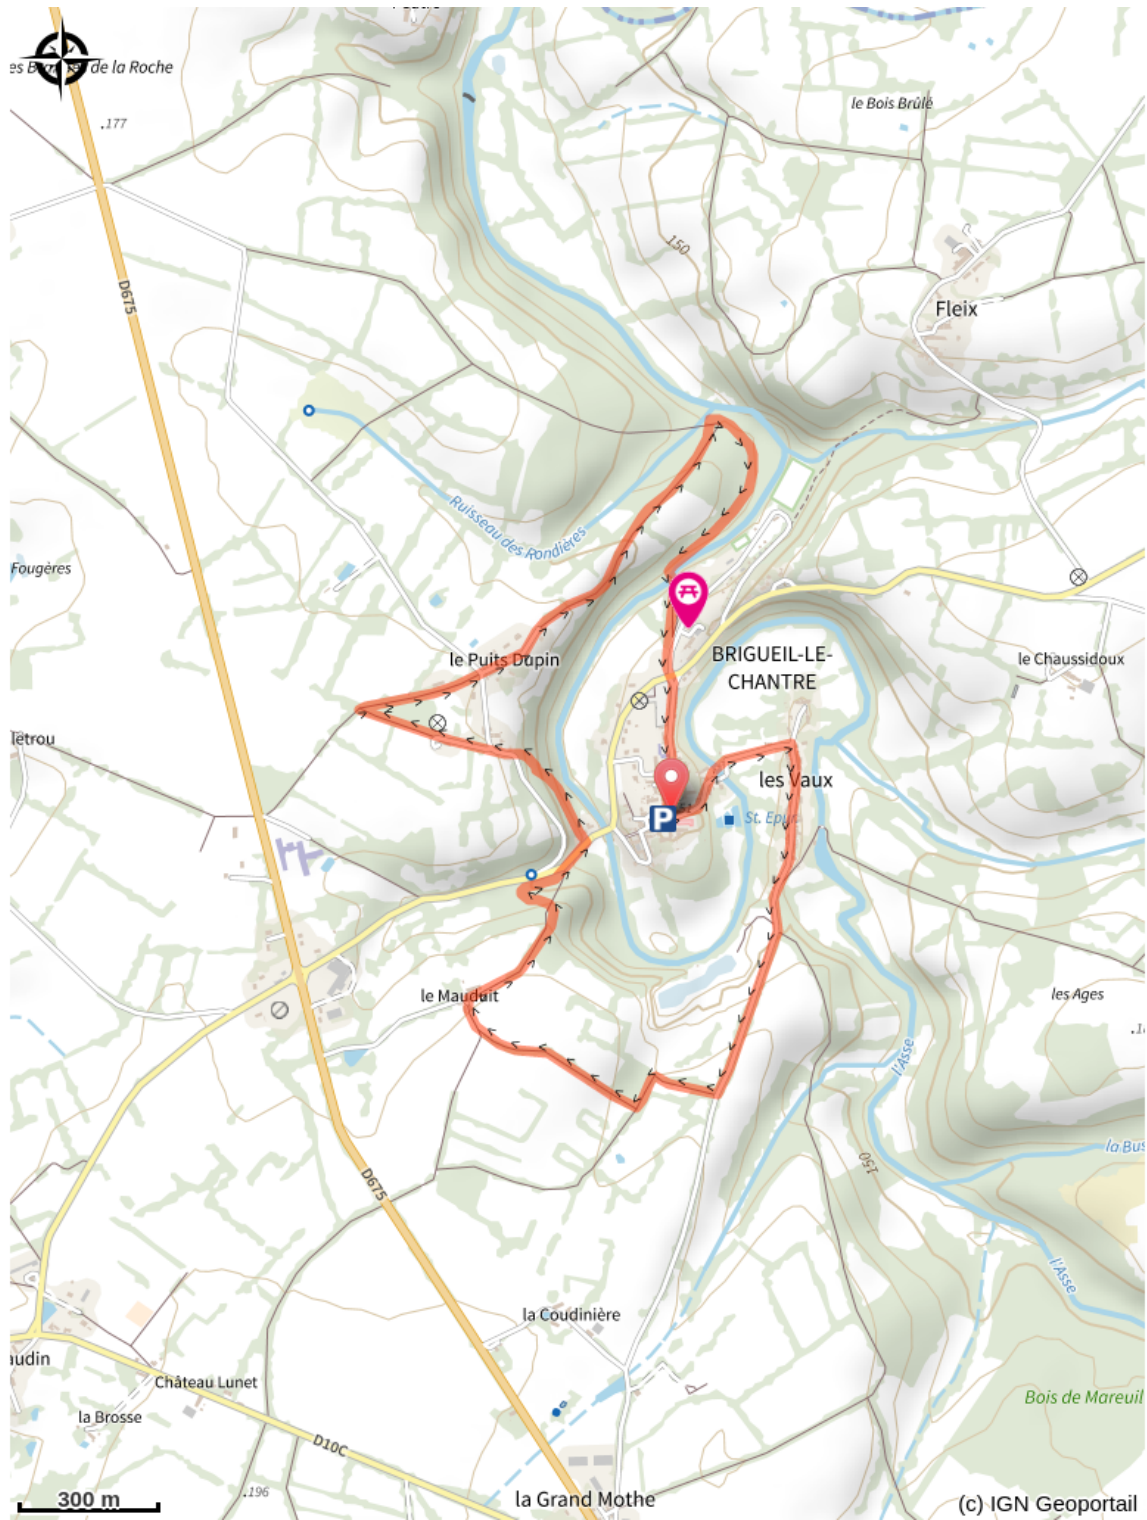 de la Roche
.177
le Bois Brûlé
150
D675
Fleix
Ruisseau des Rondières
Fougères
le Puits Dupin
BRIGUEIL-LE-
CHANTRE
le Chaussidoux
létrou
les Vaux
P
le Mauduit
les Ages
l'Asse
150
la Bus
D675
l'Asse
la Coudinière
audin
Château Lunet
la Brosse
Bois de Mareuil
D10C
.196
la Grand Mothe
300 m
(c) IGN Geoportail